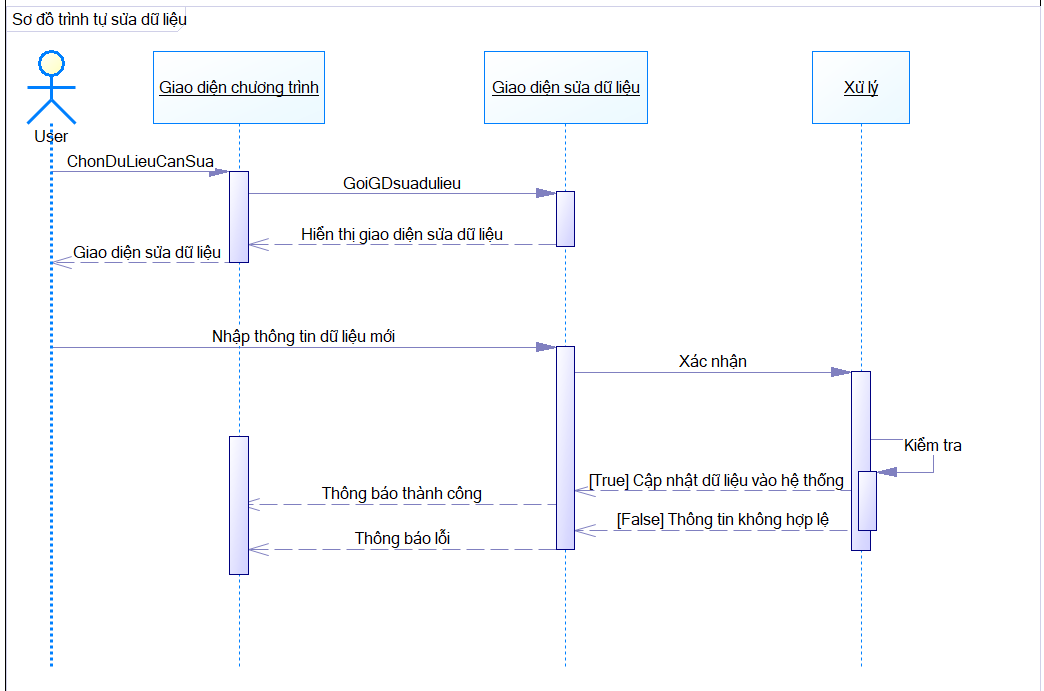 Sơ đồ trình tự sửa dữ liệu
User
Giao diện chương trình
Giao diện sửa dữ liệu
Xử lý
ChonDuLieuCanSua
GoiGDsuadulieu
Hiển thị giao diện sửa dữ liệu
Giao diện sửa dữ liệu
Nhập thông tin dữ liệu mới
Xác nhận
Kiểm tra
[True] Cập nhật dữ liệu vào hệ thống
Thông báo thành công
[False] Thông tin không hợp lệ
Thông báo lỗi